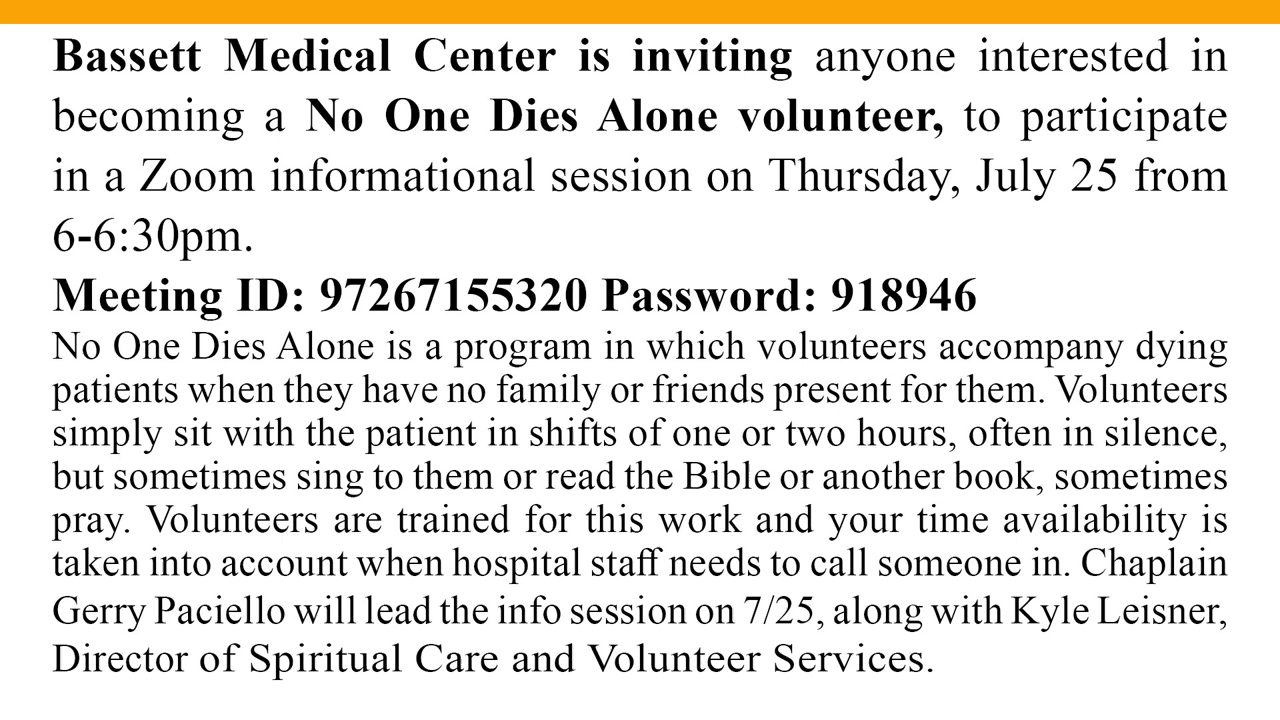 Bassett Medical Center is inviting anyone interested in
becoming a No One Dies Alone volunteer, to participate
in a Zoom informational session on Thursday, July 25 from
6-6:30pm.
Meeting ID: 97267155320 Password: 918946
No One Dies Alone is a program in which volunteers accompany dying
patients when they have no family or friends present for them. Volunteers
simply sit with the patient in shifts of one or two hours, often in silence,
but sometimes sing to them or read the Bible or another book, sometimes
pray. Volunteers are trained for this work and your time availability is
taken into account when hospital staff needs to call someone in. Chaplain
Gerry Paciello will lead the info session on 7/25, along with Kyle Leisner,
Director of Spiritual Care and Volunteer Services.